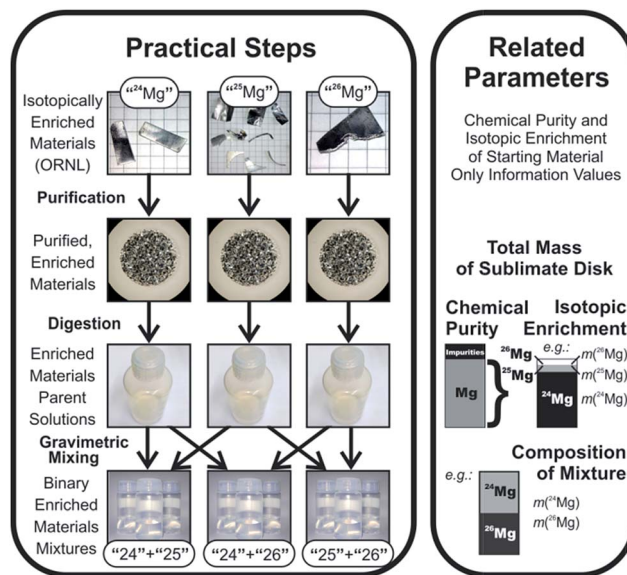 Practical Steps
Isotopically
Enriched
Materials
(ORNL)
“²⁴Mg”
“²⁵Mg”
“²⁶Mg”
Purification
Purified,
Enriched
Materials
Digestion
Enriched
Materials
Parent
Solutions
Gravimetric
Mixing
Binary
Enriched
Materials
Mixtures
“24”+“25”
“24”+“26”
“25”+“26”
Related
Parameters
Chemical Purity and
Isotopic Enrichment
of Starting Material
Only Information Values
Total Mass
of Sublimate Disk
Chemical
Purity
Impurities
Mg
Isotopic
Enrichment
e.g.:
²⁶Mg
²⁵Mg
²⁴Mg
m(²⁶Mg)
m(²⁵Mg)
m(²⁴Mg)
Composition
of Mixture
e.g.:
²⁴Mg
²⁶Mg
m(²⁴Mg)
m(²⁶Mg)